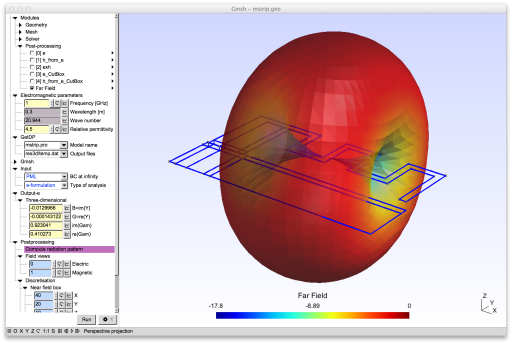 Gmsh - mstrip.geo
Modules
Geometry
Mesh
Solver
Post-processing
[0] e
[1] h_from_e
[2] exh
[3] e_CutBox
[4] h_from_e_CutBox
Far Field
Electromagnetic parameters
1 Frequency [GHz]
0.3 Wavelength [m]
20.944 Wave number
4.5 Relative permittivity
GetDP
mstrip.pro Model name
res3d/temp.dat Output files
Gmsh
Input
PML BC at infinity
e-formulation Type of analysis
Output-e
Three-dimensional
-0.0129966 B=im(Y)
-0.000143122 G=re(Y)
0.923041 im(Gam)
0.410273 re(Gam)
Postprocessing
Compute radiation pattern
Field views
0 Electric
1 Magnetic
Discretisation
Near field box
40 X
20 Y
Run
O X Y Z 1:1 S Perspective projection
Far Field
-17.8 -8.89 0
Z
Y
X